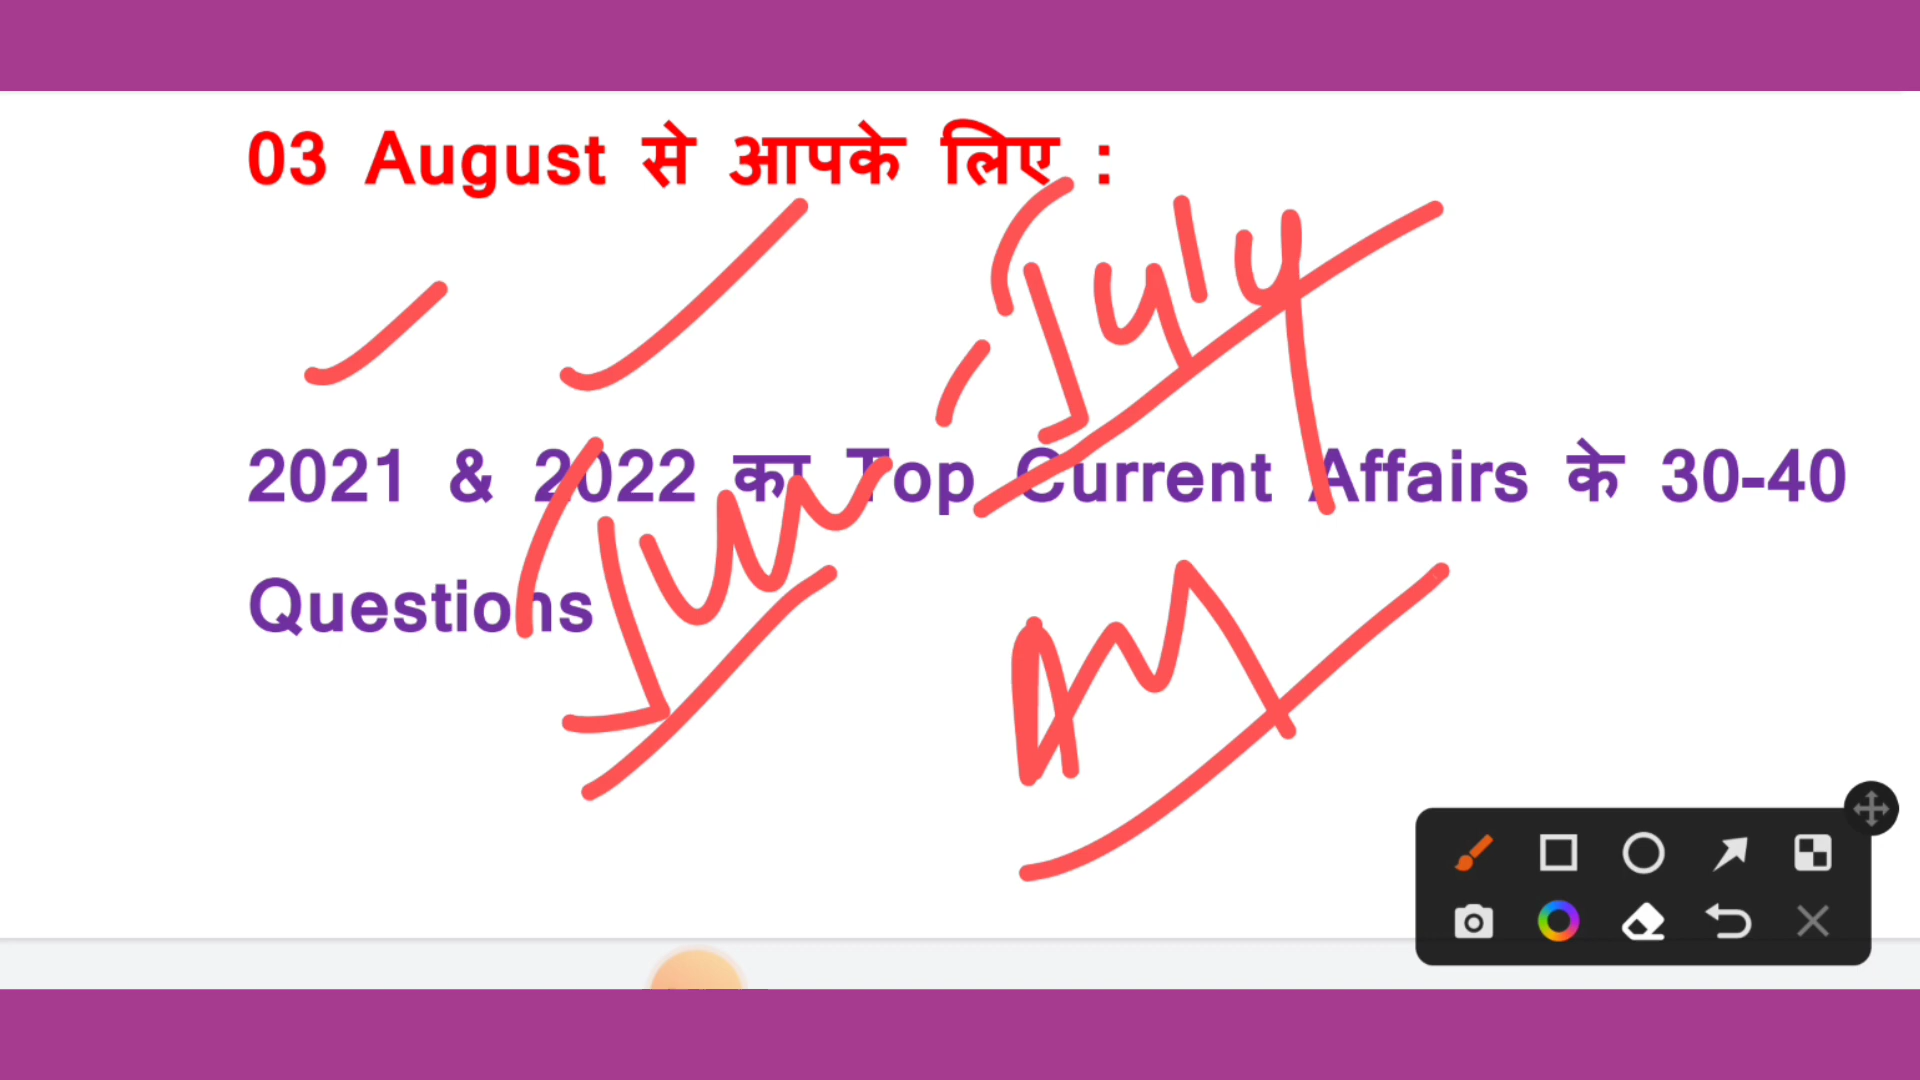 03 August से आपके लिए :
July
2021 & 2022 का Top Current Affairs के 30-40
Questions